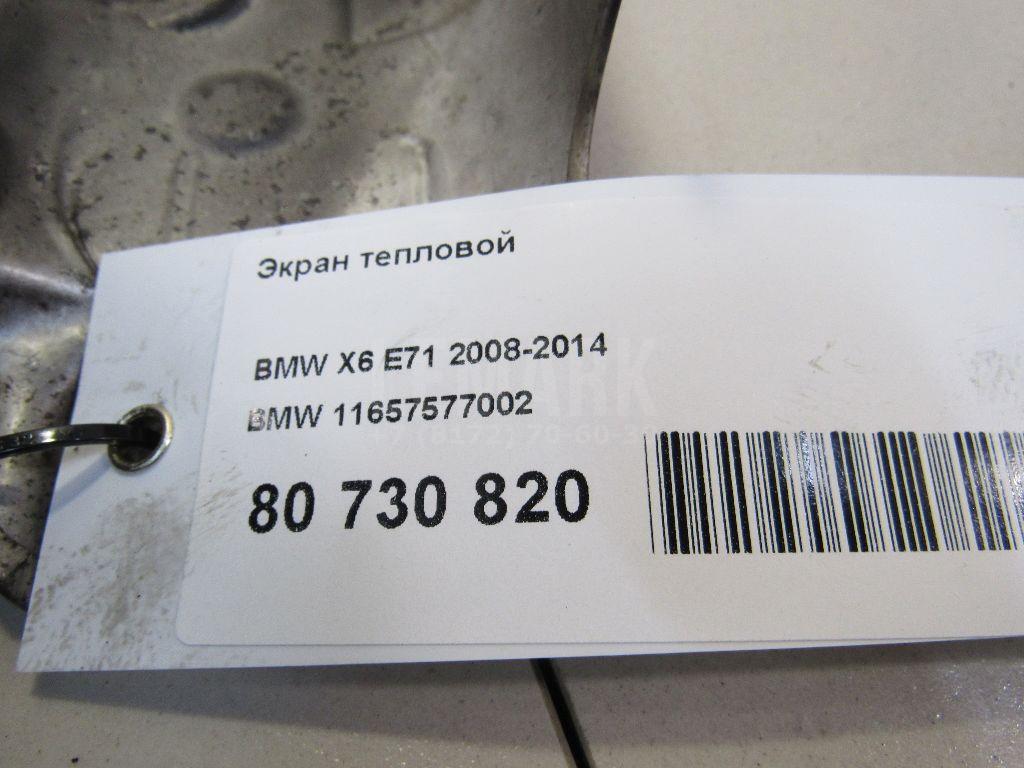 Экран тепловой
BMW X6 E71 2008-2014
BMW 11657577002
80 730 820